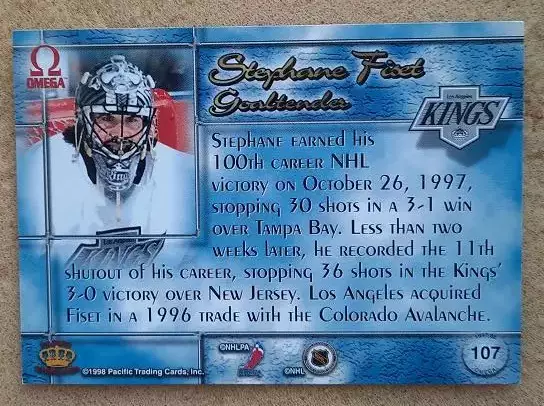 OMEGA
Stephane Fiset
Goaltender
Los Angeles
KINGS
Stephane earned his
100th career NHL
victory on October 26, 1997,
stopping 30 shots in a 3-1 win
over Tampa Bay. Less than two
weeks later, he recorded the 11th
shutout of his career, stopping 36 shots in the Kings'
3-0 victory over New Jersey. Los Angeles acquired
Fiset in a 1996 trade with the Colorado Avalanche.
©1998 Pacific Trading Cards, Inc.
©NHLPA
©NHL
107